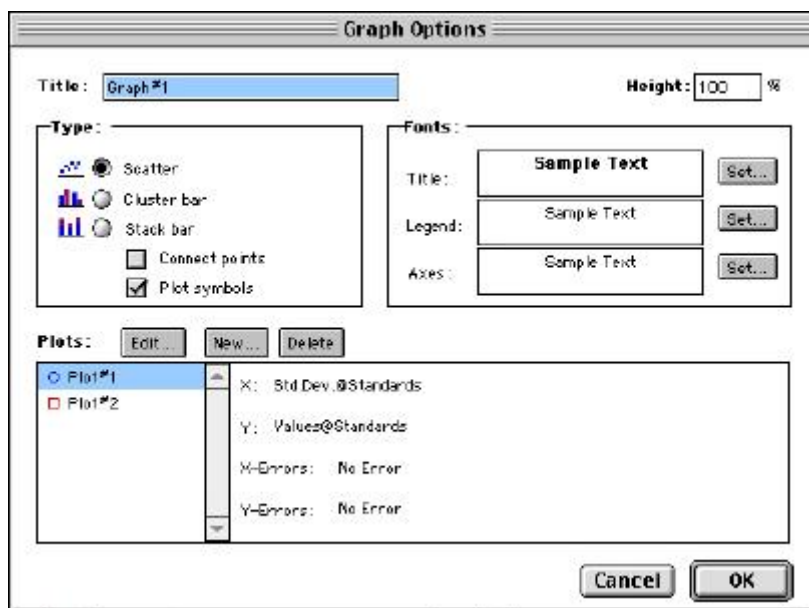 Graph Options
Title: Graph#1
Height: 100 %
Type:
Scatter
Cluster bar
Stack bar
Connect points
Plot symbols
Fonts:
Title: Sample Text Set...
Legend: Sample Text Set...
Axes: Sample Text Set...
Plots: Edit... New... Delete
Plot#1
Plot#2
X: Std.Dev.@Standards
Y: Values@Standards
X-Errors: No Error
Y-Errors: No Error
Cancel OK